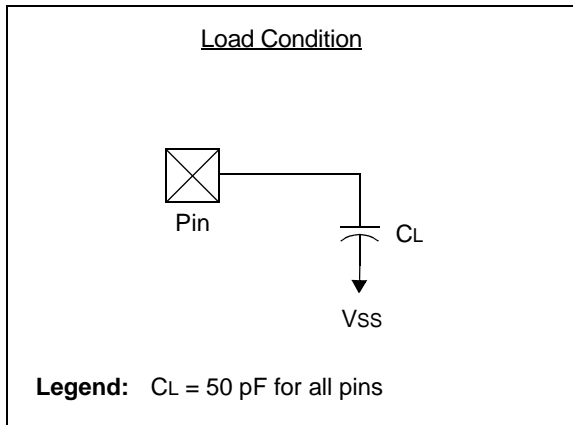 Load Condition
Pin
CL
VSS
Legend: CL = 50 pF for all pins